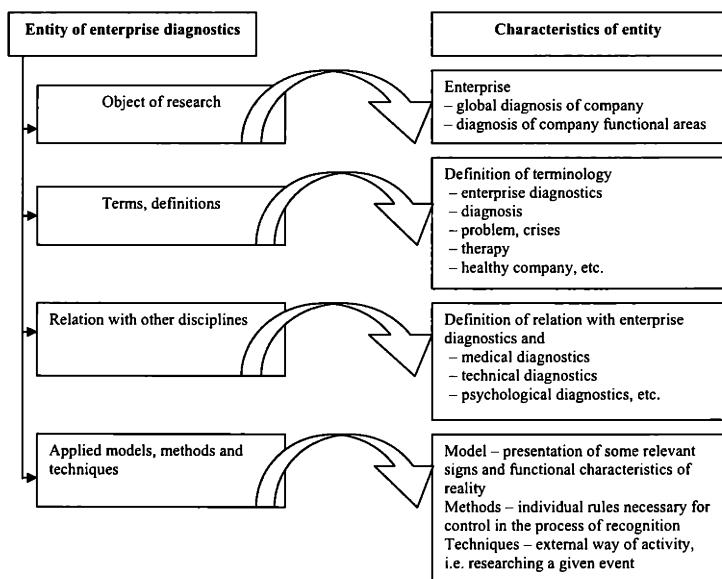 Entity of enterprise diagnostics
Characteristics of entity
Object of research
Enterprise
– global diagnosis of company
– diagnosis of company functional areas
Terms, definitions
Definition of terminology
– enterprise diagnostics
– diagnosis
– problem, crises
– therapy
– healthy company, etc.
Relation with other disciplines
Definition of relation with enterprise
diagnostics and
– medical diagnostics
– technical diagnostics
– psychological diagnostics, etc.
Applied models, methods and
techniques
Model – presentation of some relevant
signs and functional characteristics of
reality
Methods – individual rules necessary for
control in the process of recognition
Techniques – external way of activity,
i.e. researching a given event